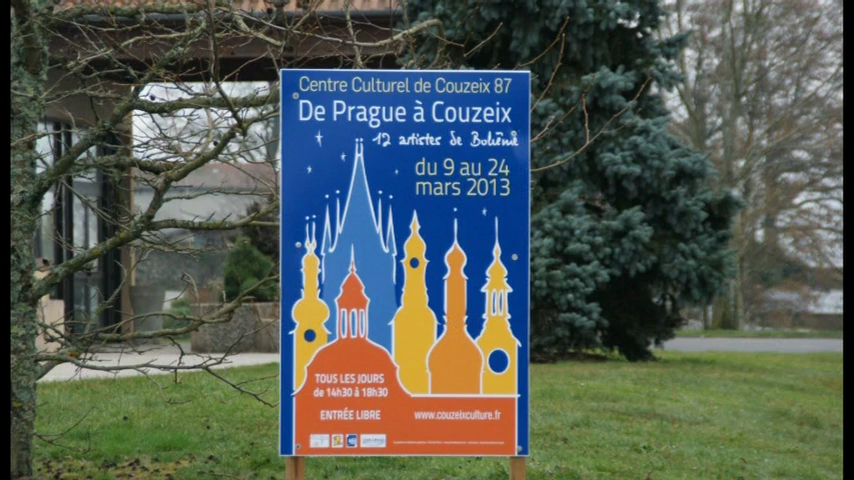 Centre Culturel de Couzeix 87
De Prague à Couzeix
12 artistes de Bohême
du 9 au 24
mars 2013
TOUS LES JOURS
de 14h30 à 18h30
ENTRÉE LIBRE
www.couzeixculture.fr